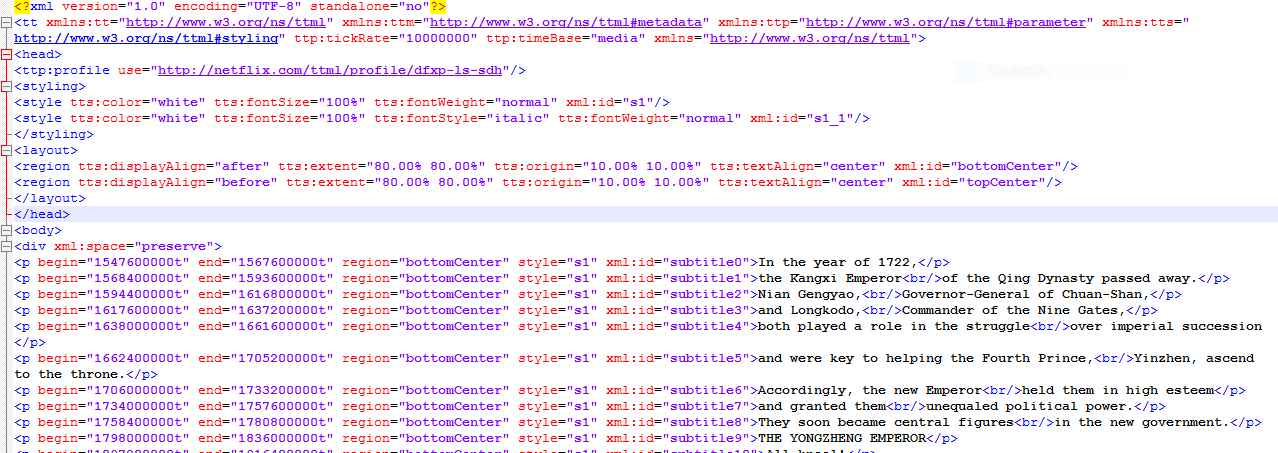 <?xml version="1.0" encoding="UTF-8" standalone="no"?>
<tt xmlns:tt="http://www.w3.org/ns/ttml" xmlns:ttm="http://www.w3.org/ns/ttml#metadata" xmlns:ttp="http://www.w3.org/ns/ttml#parameter" xmlns:tts="
http://www.w3.org/ns/ttml#styling" ttp:tickRate="10000000" ttp:timeBase="media" xmlns="http://www.w3.org/ns/ttml">
<head>
<ttp:profile use="http://netflix.com/ttml/profile/dfxp-ls-sdh"/>
<styling>
<style tts:color="white" tts:fontSize="100%" tts:fontWeight="normal" xml:id="s1"/>
<style tts:color="white" tts:fontSize="100%" tts:fontStyle="italic" tts:fontWeight="normal" xml:id="s1_1"/>
</styling>
<layout>
<region tts:displayAlign="after" tts:extent="80.00% 80.00%" tts:origin="10.00% 10.00%" tts:textAlign="center" xml:id="bottomCenter"/>
<region tts:displayAlign="before" tts:extent="80.00% 80.00%" tts:origin="10.00% 10.00%" tts:textAlign="center" xml:id="topCenter"/>
</layout>
</head>
<body>
<div xml:space="preserve">
<p begin="1547600000t" end="1567600000t" region="bottomCenter" style="s1" xml:id="subtitle0">In the year of 1722,</p>
<p begin="1568400000t" end="1593600000t" region="bottomCenter" style="s1" xml:id="subtitle1">the Kangxi Emperor<br/>of the Qing Dynasty passed away.</p>
<p begin="1594400000t" end="1616800000t" region="bottomCenter" style="s1" xml:id="subtitle2">Nian Gengyao,<br/>Governor-General of Chuan-Shan,</p>
<p begin="1617600000t" end="1637200000t" region="bottomCenter" style="s1" xml:id="subtitle3">and Longkodo,<br/>Commander of the Nine Gates,</p>
<p begin="1638000000t" end="1661600000t" region="bottomCenter" style="s1" xml:id="subtitle4">both played a role in the struggle<br/>over imperial succession
</p>
<p begin="1662400000t" end="1705200000t" region="bottomCenter" style="s1" xml:id="subtitle5">and were key to helping the Fourth Prince,<br/>Yinzhen, ascend
to the throne.</p>
<p begin="1706000000t" end="1733200000t" region="bottomCenter" style="s1" xml:id="subtitle6">Accordingly, the new Emperor<br/>held them in high esteem</p>
<p begin="1734000000t" end="1757600000t" region="bottomCenter" style="s1" xml:id="subtitle7">and granted them<br/>unequaled political power.</p>
<p begin="1758400000t" end="1780800000t" region="bottomCenter" style="s1" xml:id="subtitle8">They soon became central figures<br/>in the new government.</p>
<p begin="1798000000t" end="1836000000t" region="bottomCenter" style="s1" xml:id="subtitle9">THE YONGZHENG EMPEROR</p>